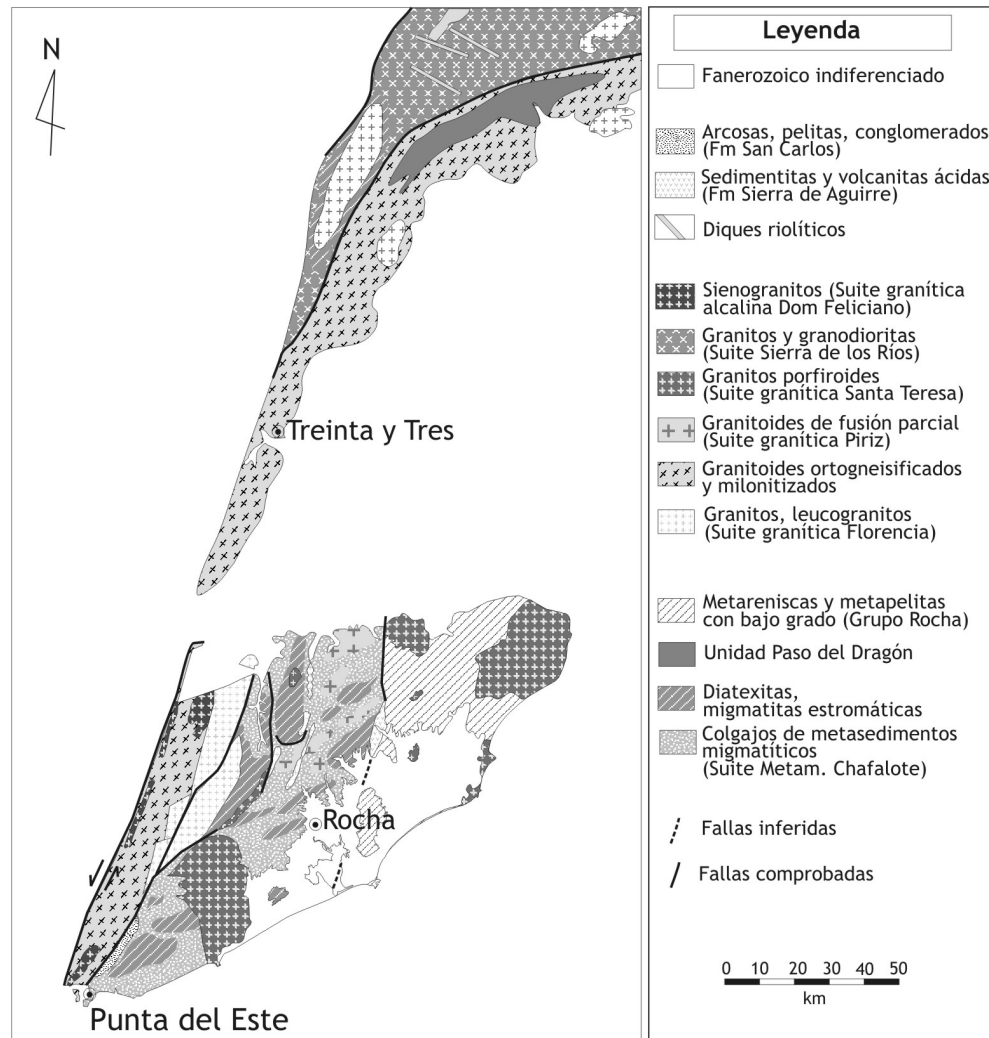 N
Treinta y Tres
Rocha
Punta del Este
Leyenda
Fanerozoico indiferenciado
Arcosas, pelitas, conglomerados
(Fm San Carlos)
Sedimentitas y volcanitas ácidas
(Fm Sierra de Aguirre)
Diques riolíticos
Sienogranitos (Suite granítica
alcalina Dom Feliciano)
Granitos y granodioritas
(Suite Sierra de los Ríos)
Granitos porfiroides
(Suite granítica Santa Teresa)
Granitoides de fusión parcial
(Suite granítica Piriz)
Granitoides ortogneisificados
y milonitizados
Granitos, leucogranitos
(Suite granítica Florencia)
Metareniscas y metapelitas
con bajo grado (Grupo Rocha)
Unidad Paso del Dragón
Diatexitas,
migmatitas estromáticas
Colgajos de metasedimentos
migmatíticos
(Suite Metam. Chafalote)
Fallas inferidas
Fallas comprobadas
0 10 20 30 40 50
km